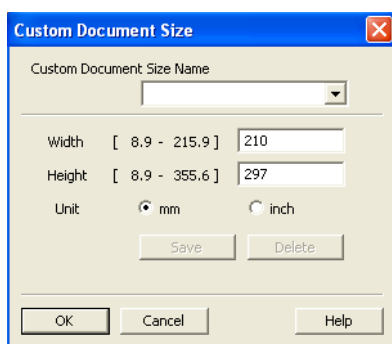 Custom Document Size
Custom Document Size Name
Width [ 8.9 - 215.9 ] 210
Height [ 8.9 - 355.6 ] 297
Unit mm inch
Save Delete
OK Cancel Help